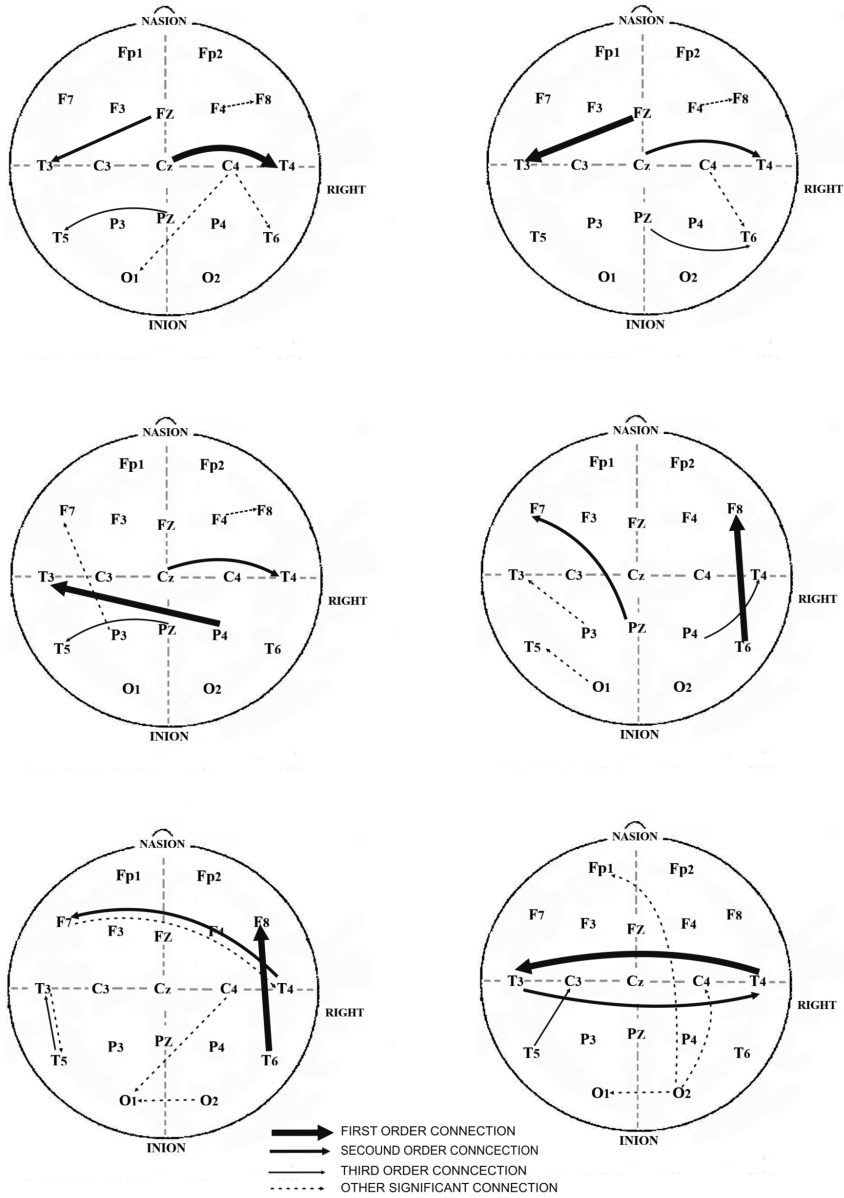 NASION NASION
Fp1 Fp2 Fp1 Fp2
F7 F3 FZ F4 F8 F7 F3 FZ F4 F8
T3 C3 Cz C4 T4 T3 C3 Cz C4 T4
RIGHT RIGHT
T5 P3 PZ P4 T6 T5 P3 PZ P4 T6
O1 O2 O1 O2
INION INION
NASION NASION
Fp1 Fp2 Fp1 Fp2
F7 F3 FZ F4 F8 F7 F3 FZ F4 F8
T3 C3 Cz C4 T4 T3 C3 Cz C4 T4
RIGHT RIGHT
T5 P3 PZ P4 T6 T5 P3 PZ P4 T6
O1 O2 O1 O2
INION INION
NASION NASION
Fp1 Fp2 Fp1 Fp2
F7 F3 FZ F4 F8 F7 F3 FZ F4 F8
T3 C3 Cz C4 T4 T3 C3 Cz C4 T4
RIGHT RIGHT
T5 P3 PZ P4 T6 T5 P3 PZ P4 T6
O1 O2 O1 O2
INION INION
FIRST ORDER CONNECTION
SECOUND ORDER CONNCECTION
THIRD ORDER CONNCECTION
OTHER SIGNIFICANT CONNECTION